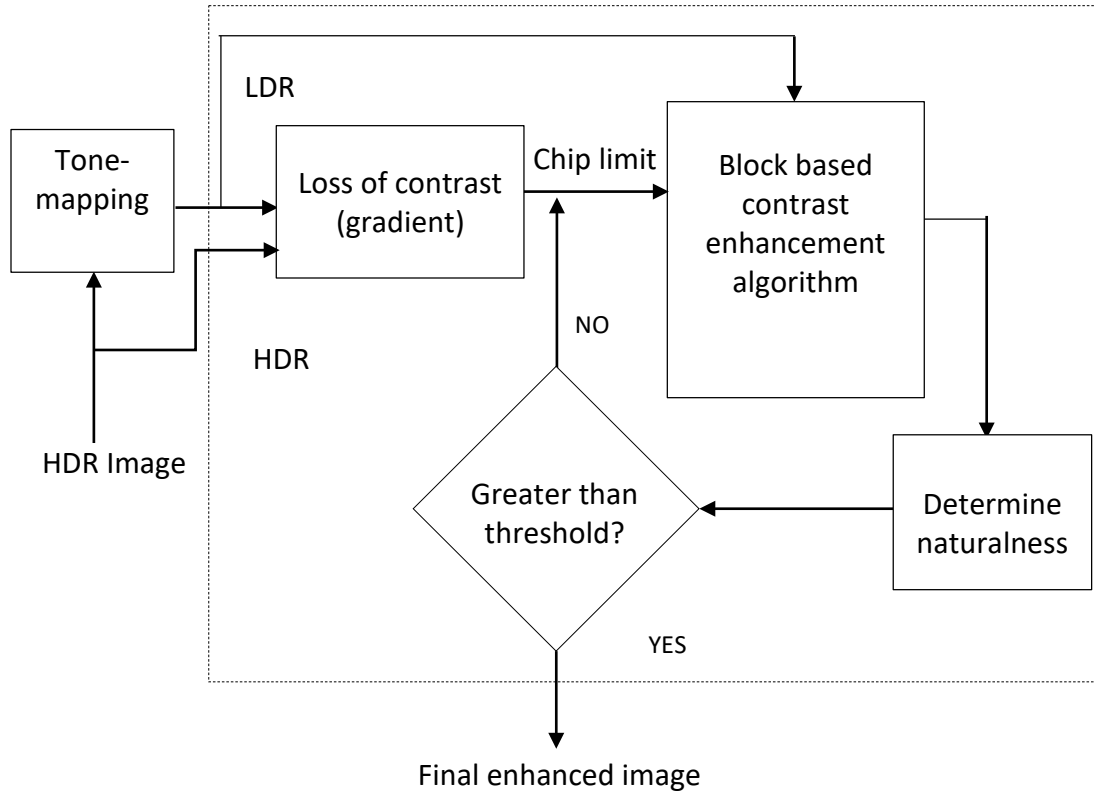 LDR
Tone-
mapping
Loss of contrast
(gradient)
Chip limit
Block based
contrast
enhancement
algorithm
NO
HDR
HDR Image
Greater than
threshold?
Determine
naturalness
YES
Final enhanced image